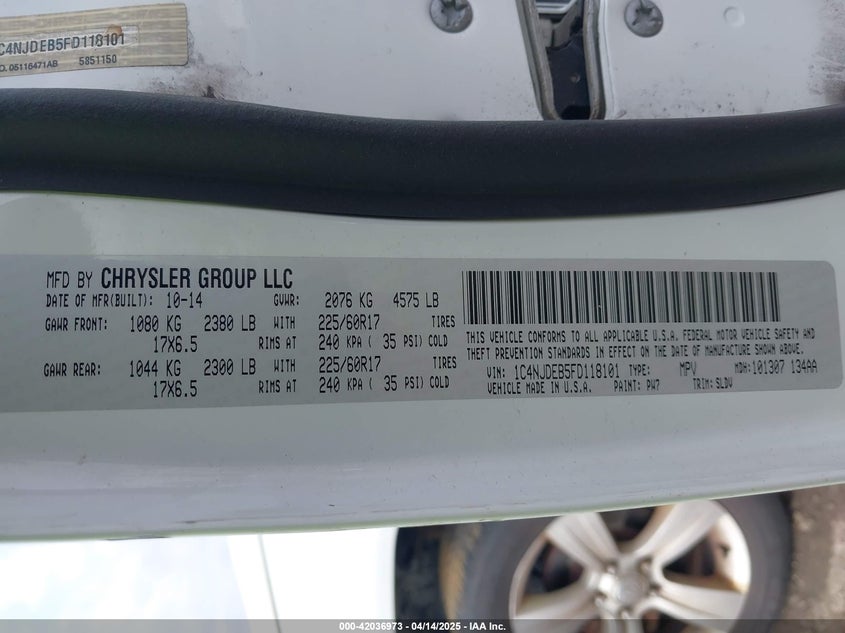 C4NJDEB5FD118101
D. 05116471AB 5851150
MFD BY CHRYSLER GROUP LLC
DATE OF MFR(BUILT): 10-14 GVWR: 2076 KG 4575 LB
GAWR FRONT: 1080 KG 2380 LB WITH 225/60R17 TIRES
17X6.5 RIMS AT 240 KPA ( 35 PSI) COLD
GAWR REAR: 1044 KG 2300 LB WITH 225/60R17 TIRES
17X6.5 RIMS AT 240 KPA ( 35 PSI) COLD
THIS VEHICLE CONFORMS TO ALL APPLICABLE U.S.A. FEDERAL MOTOR VEHICLE SAFETY AND
THEFT PREVENTION STANDARDS IN EFFECT ON THE DATE OF MANUFACTURE SHOWN ABOVE.
VIN: 1C4NJDEB5FD118101 TYPE: MPV MDH: 101307 134AA
VEHICLE MADE IN U.S.A. PAINT: PW7 TRIM: SLDV
000-42036973 — 04/14/2025 — IAA Inc.